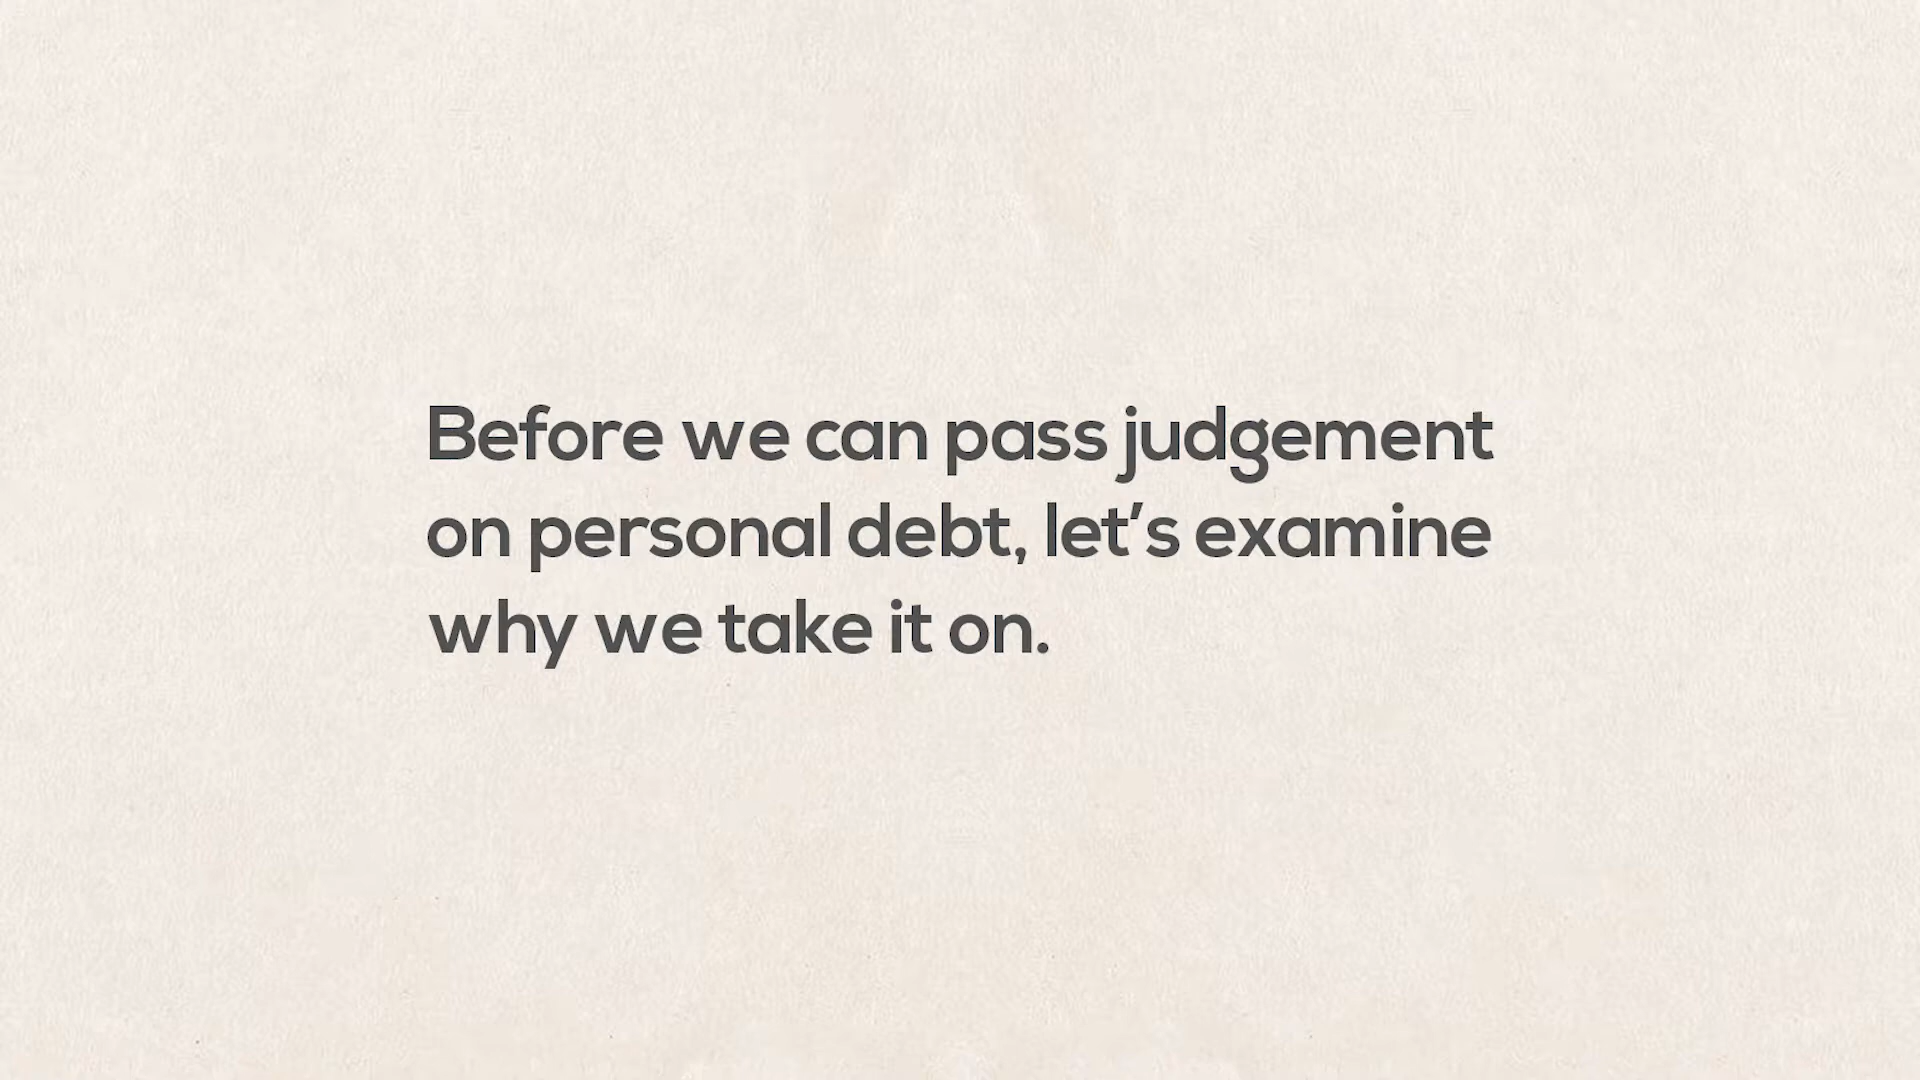 Before we can pass judgement
on personal debt, let’s examine
why we take it on.